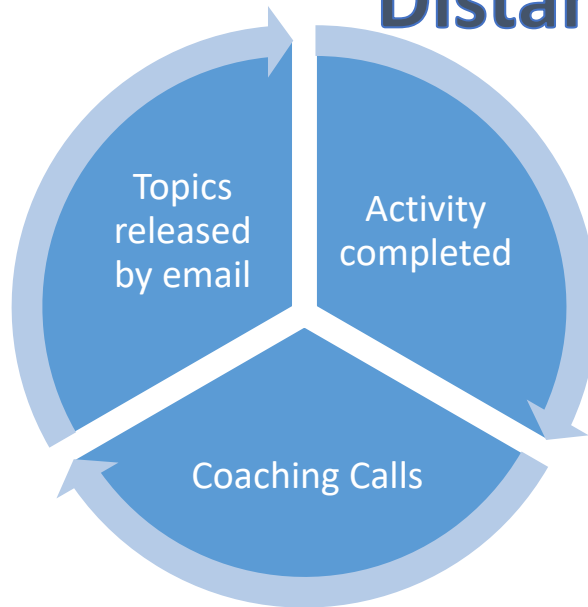 Topics
released
by email
Activity
completed
Coaching Calls